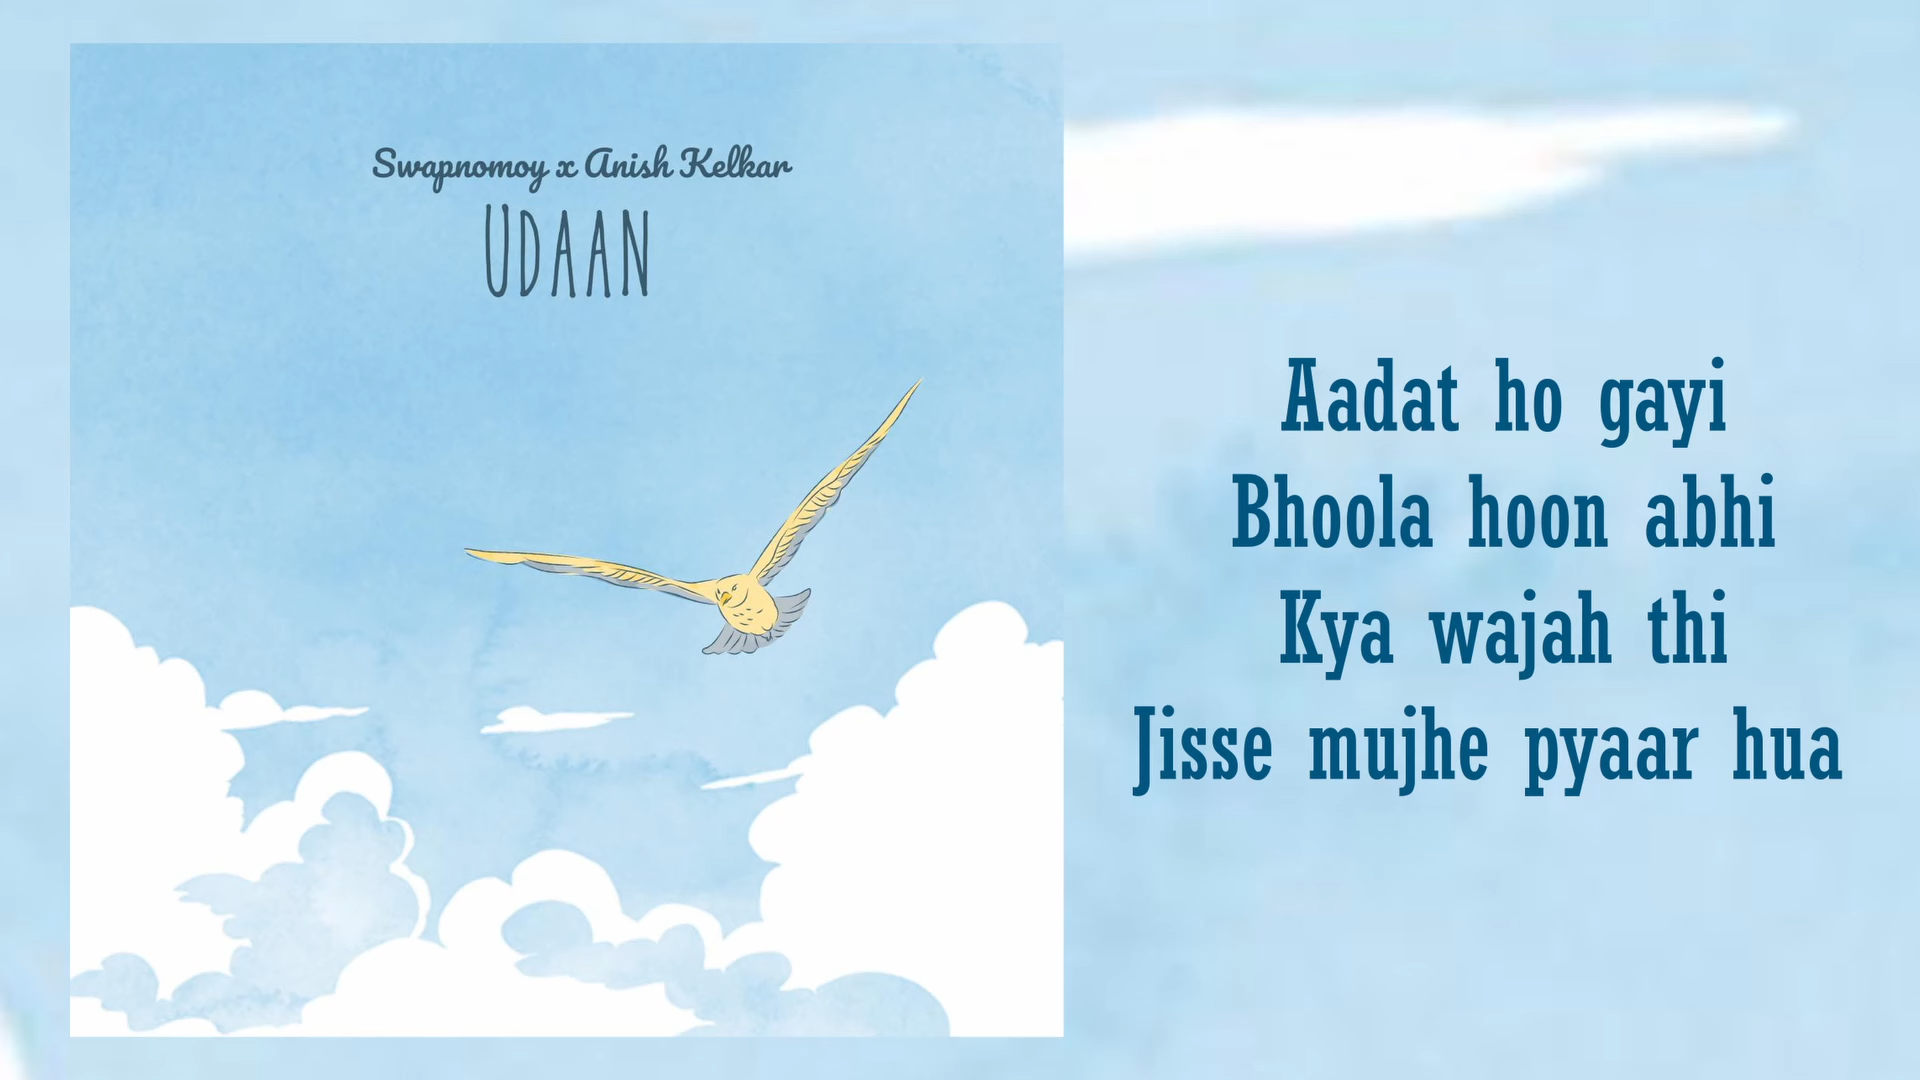 Swapnomoy x Anish Kelkar
UDAAN
Aadat ho gayi
Bhoola hoon abhi
Kya wajah thi
Jisse mujhe pyaar hua